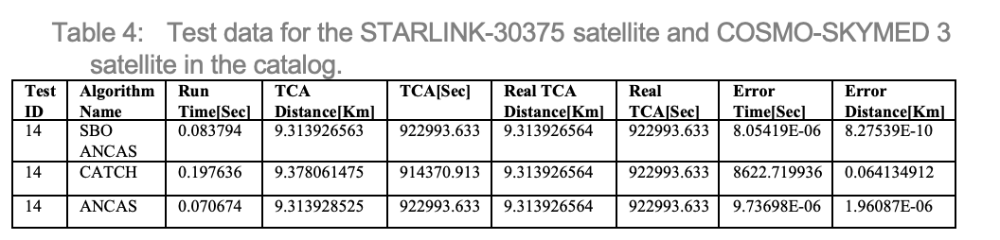 Table 4: Test data for the STARLINK-30375 satellite and COSMO-SKYMED 3
satellite in the catalog.
Test Algorithm Run TCA TCA[Sec] Real TCA Real Error Error
ID Name Time[Sec] Distance[Km] Distance[Km] TCA[Sec] Time[Sec] Distance[Km]
14 SBO 0.083794 9.313926563 922993.633 9.313926564 922993.633 8.05419E-06 8.27539E-10
ANCAS
14 CATCH 0.197636 9.378061475 914370.913 9.313926564 922993.633 8622.719936 0.064134912
14 ANCAS 0.070674 9.313928525 922993.633 9.313926564 922993.633 9.73698E-06 1.96087E-06